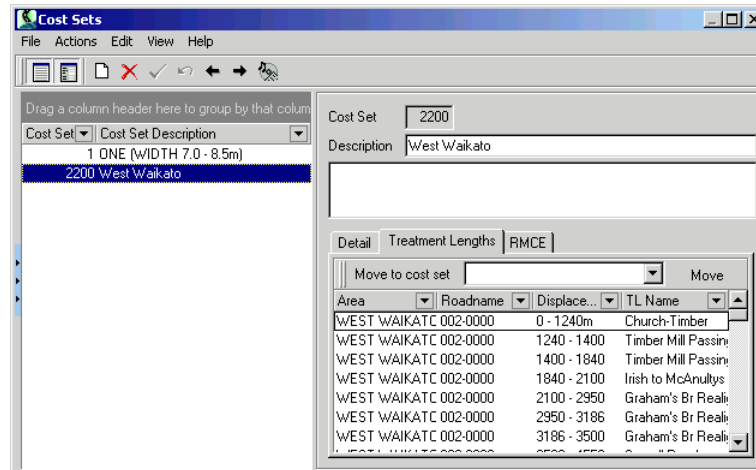 Cost Sets
File Actions Edit View Help
Drag a column header here to group by that colum
Cost Set Cost Set Description
1 ONE (WIDTH 7.0 - 8.5m)
2200 West Waikato
Cost Set 2200
Description West Waikato
Detail Treatment Lengths RMCE
Move to cost set Move
Area Roadname Displace... TL Name
WEST WAIKATC 002-0000 0 - 1240m Church-Timber
WEST WAIKATC 002-0000 1240 - 1400 Timber Mill Passing
WEST WAIKATC 002-0000 1400 - 1840 Timber Mill Passing
WEST WAIKATC 002-0000 1840 - 2100 Irish to McAnultys
WEST WAIKATC 002-0000 2100 - 2950 Graham's Br Realig
WEST WAIKATC 002-0000 2950 - 3186 Graham's Br Realig
WEST WAIKATC 002-0000 3186 - 3500 Graham's Br Realig